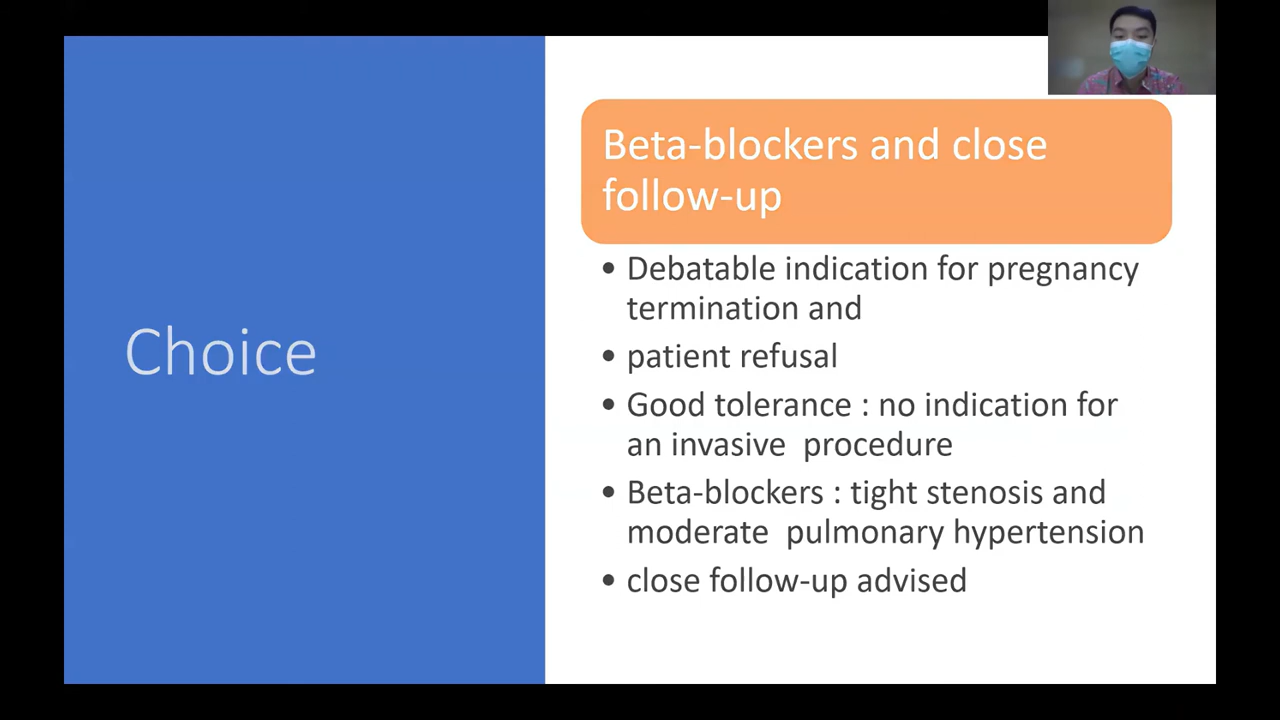 Choice
Beta-blockers and close
follow-up
• Debatable indication for pregnancy
termination and
• patient refusal
• Good tolerance : no indication for
an invasive  procedure
• Beta-blockers : tight stenosis and
moderate  pulmonary hypertension
• close follow-up advised